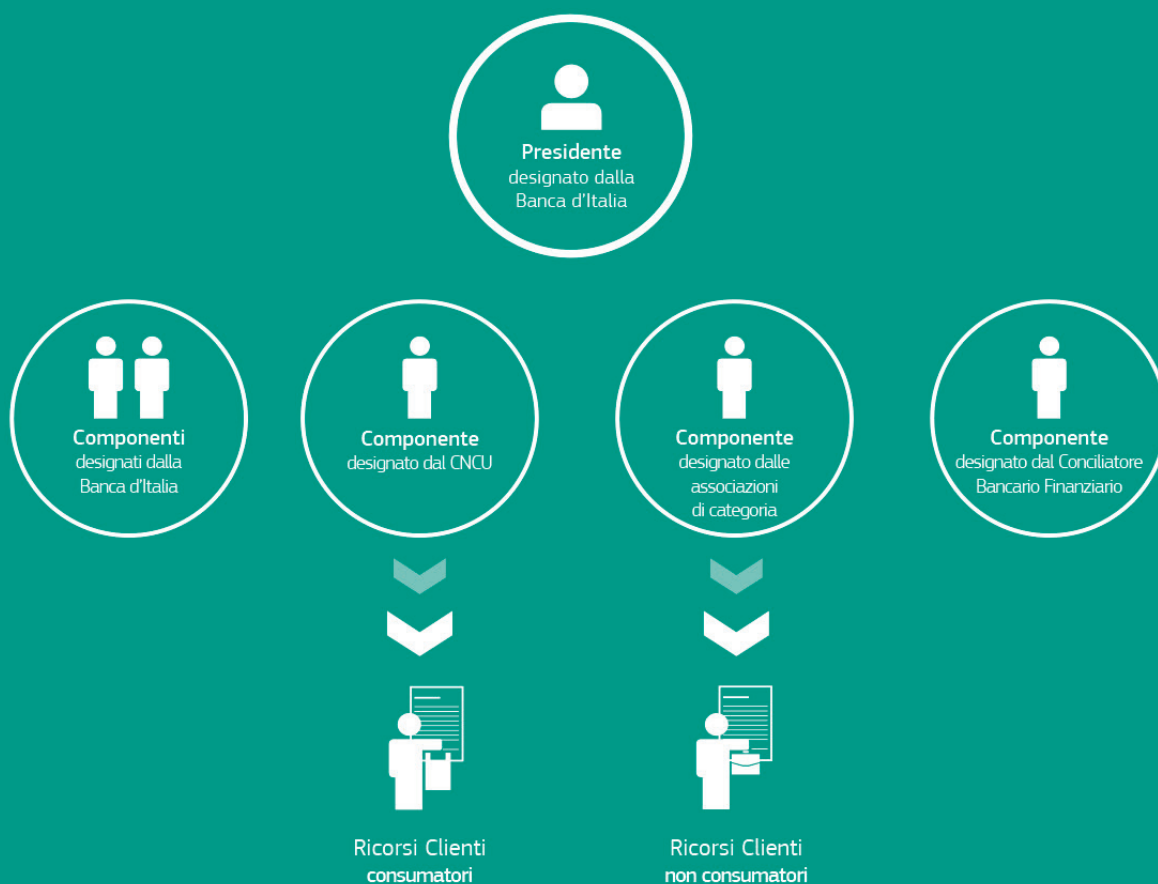 Presidente
designato dalla
Banca d'Italia
Componenti
designati dalla
Banca d'Italia
Componente
designato dal CNCU
Componente
designato dalle
associazioni
di categoria
Componente
designato dal Conciliatore
Bancario Finanziario
Ricorsi Clienti
consumatori
Ricorsi Clienti
non consumatori